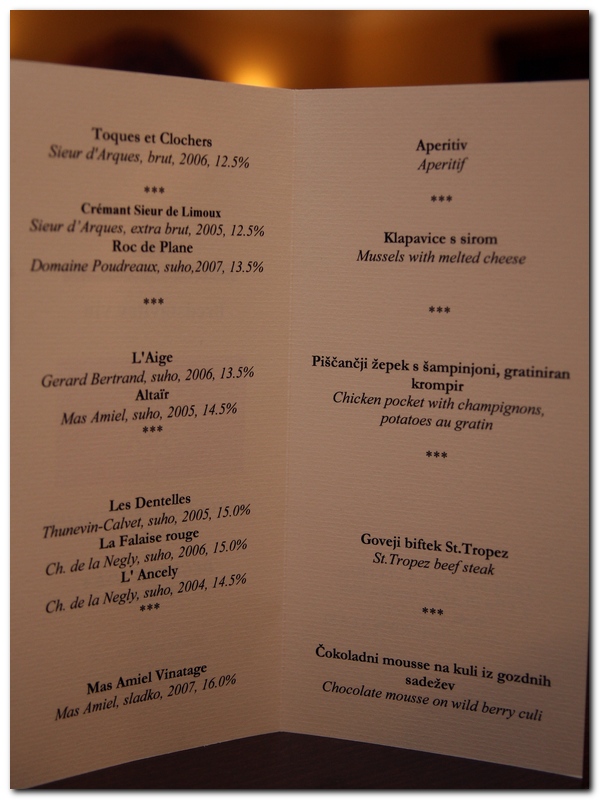 Toques et Clochers
Sieur d'Arques, brut, 2006, 12.5%
***
Crémant Sieur de Limoux
Sieur d'Arques, extra brut, 2005, 12.5%
Roc de Plane
Domaine Poudreaux, suho,2007, 13.5%
***
L'Aige
Gerard Bertrand, suho, 2006, 13.5%
Altaïr
Mas Amiel, suho, 2005, 14.5%
***
Les Dentelles
Thunevin-Calvet, suho, 2005, 15.0%
La Falaise rouge
Ch. de la Negly, suho, 2006, 15.0%
L' Ancely
Ch. de la Negly, suho, 2004, 14.5%
***
Mas Amiel Vinatage
Mas Amiel, sladko, 2007, 16.0%
Aperitiv
Aperitif
***
Klapavice s sirom
Mussels with melted cheese
***
Piščančji žepek s šampinjoni, gratiniran
krompir
Chicken pocket with champignons,
potatoes au gratin
***
Goveji biftek St.Tropez
St.Tropez beef steak
***
Čokoladni mousse na kuli iz gozdnih
sadežev
Chocolate mousse on wild berry culi